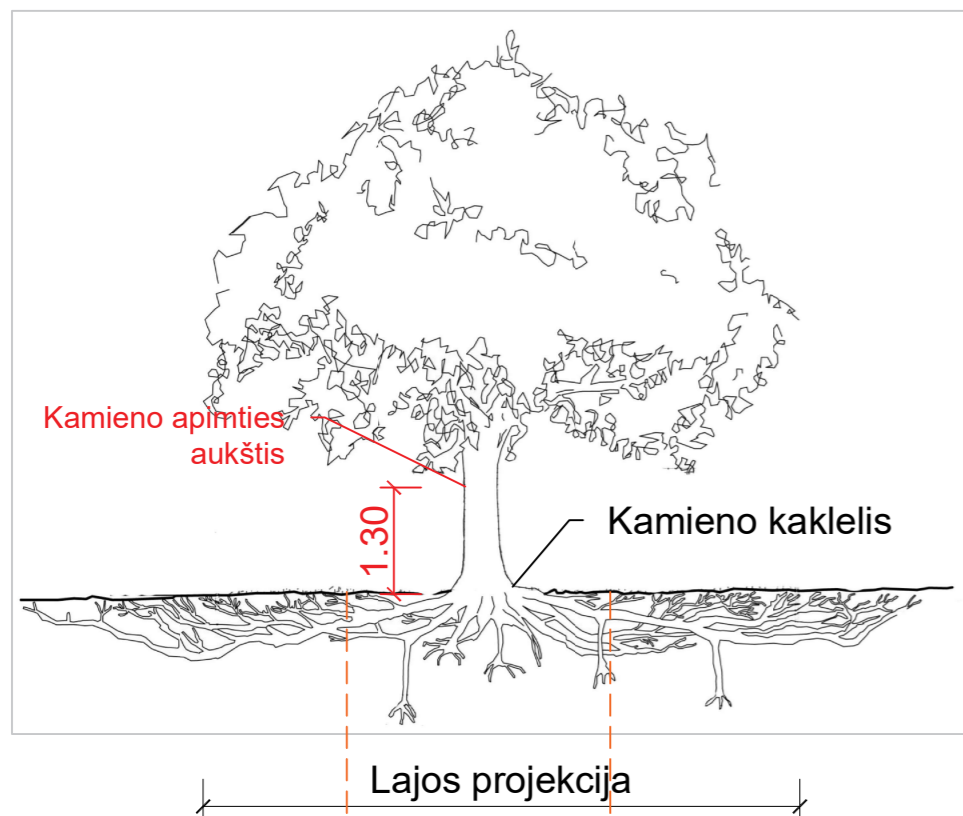 Kamieno apimties
aukštis
1.30
Kamieno kaklelis
Lajos projekcija